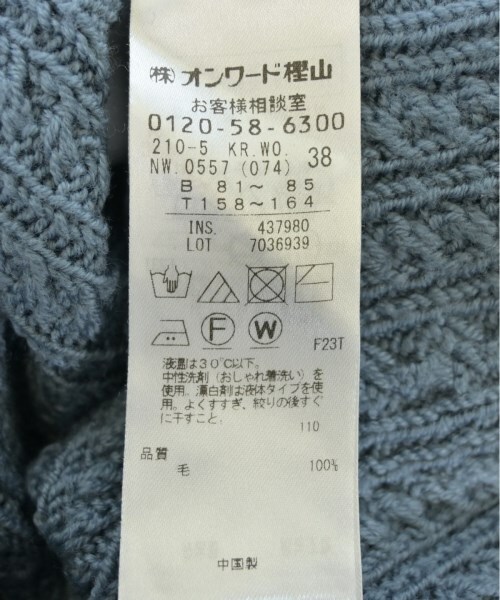 ㈱オンワード樫山
お客様相談室
0120-58-6300
210-5 KR.WO.
NW.0557 (074) 38
B 81～ 85
T158～164
INS. 437980
LOT 7036939
F W
F23T
液温は30℃以下。
中性洗剤（おしゃれ着洗い）を
使用。漂白剤は液体タイプを使
用。よくすすぎ、絞りの後すぐ
に干すこと。
110
品質
毛 100%
中国製